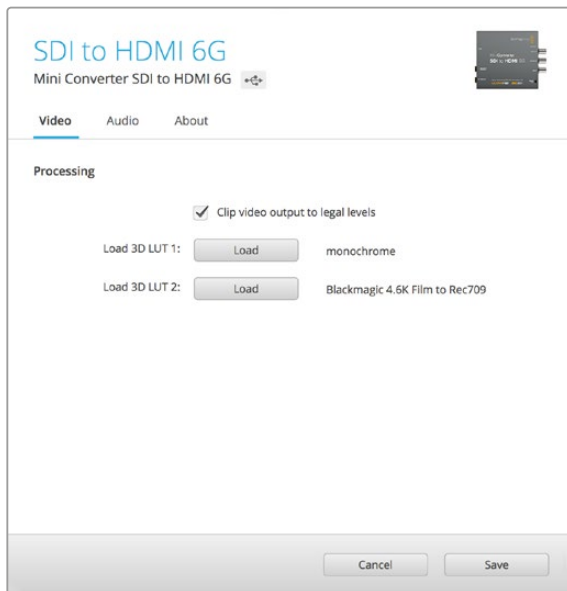 SDI to HDMI 6G
Mini Converter SDI to HDMI 6G
Video Audio About
Processing
Clip video output to legal levels
Load 3D LUT 1: Load monochrome
Load 3D LUT 2: Load Blackmagic 4.6K Film to Rec709
Cancel Save